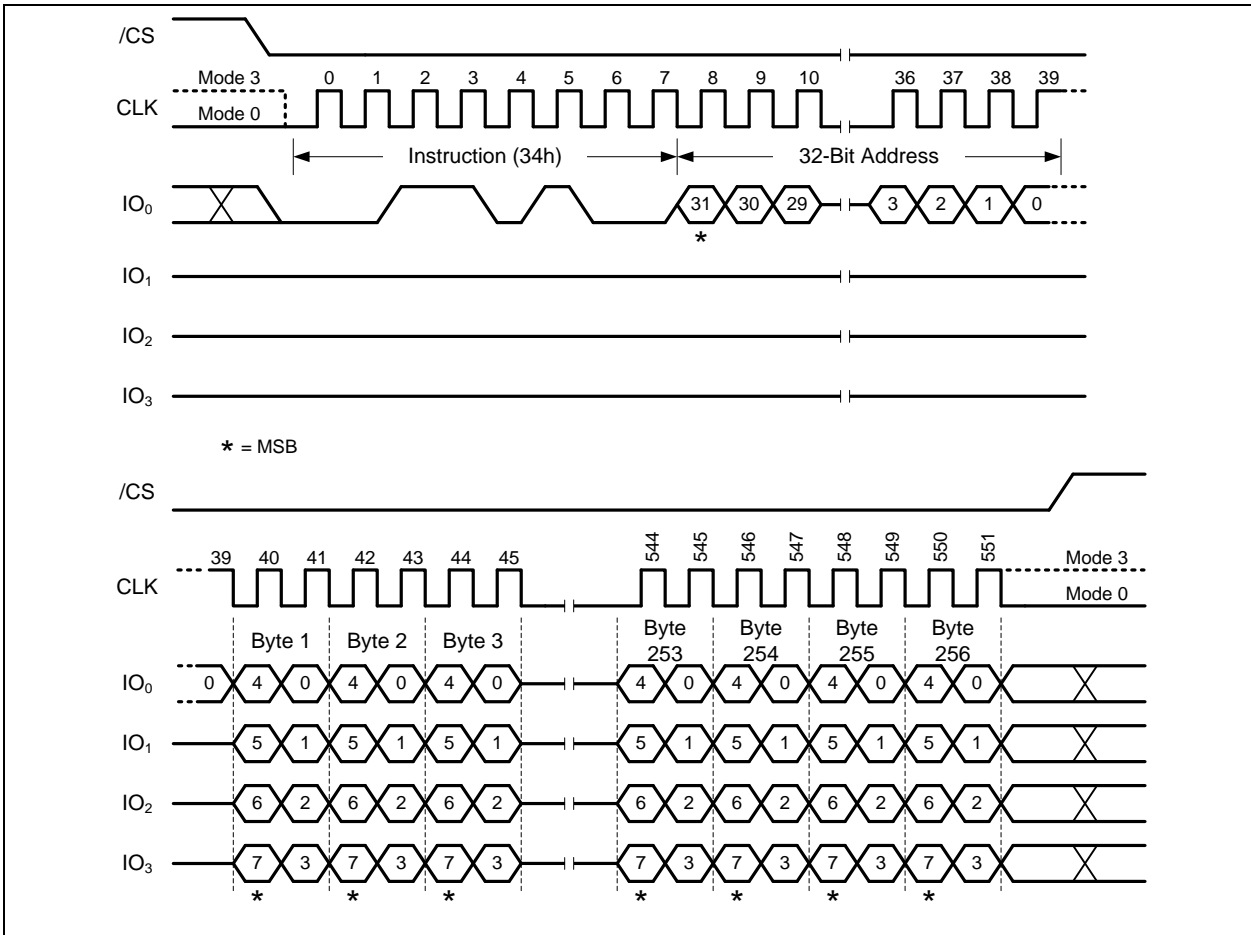 /CS
Mode 3 0 1 2 3 4 5 6 7 8 9 10 36 37 38 39
CLK
Mode 0
Instruction (34h) 32-Bit Address
IO₀ 31 30 29 3 2 1 0
*
IO₁
IO₂
IO₃
* = MSB
/CS
39 40 41 42 43 44 45 544 545 546 547 548 549 550 551 Mode 3
CLK
Mode 0
Byte 1 Byte 2 Byte 3 Byte 253 Byte 254 Byte 255 Byte 256
IO₀ 0 4 0 4 0 4 0 4 0 4 0 4 0 4 0
IO₁ 5 1 5 1 5 1 5 1 5 1 5 1 5 1
IO₂ 6 2 6 2 6 2 6 2 6 2 6 2 6 2
IO₃ 7 3 7 3 7 3 7 3 7 3 7 3 7 3
* * * * * * *